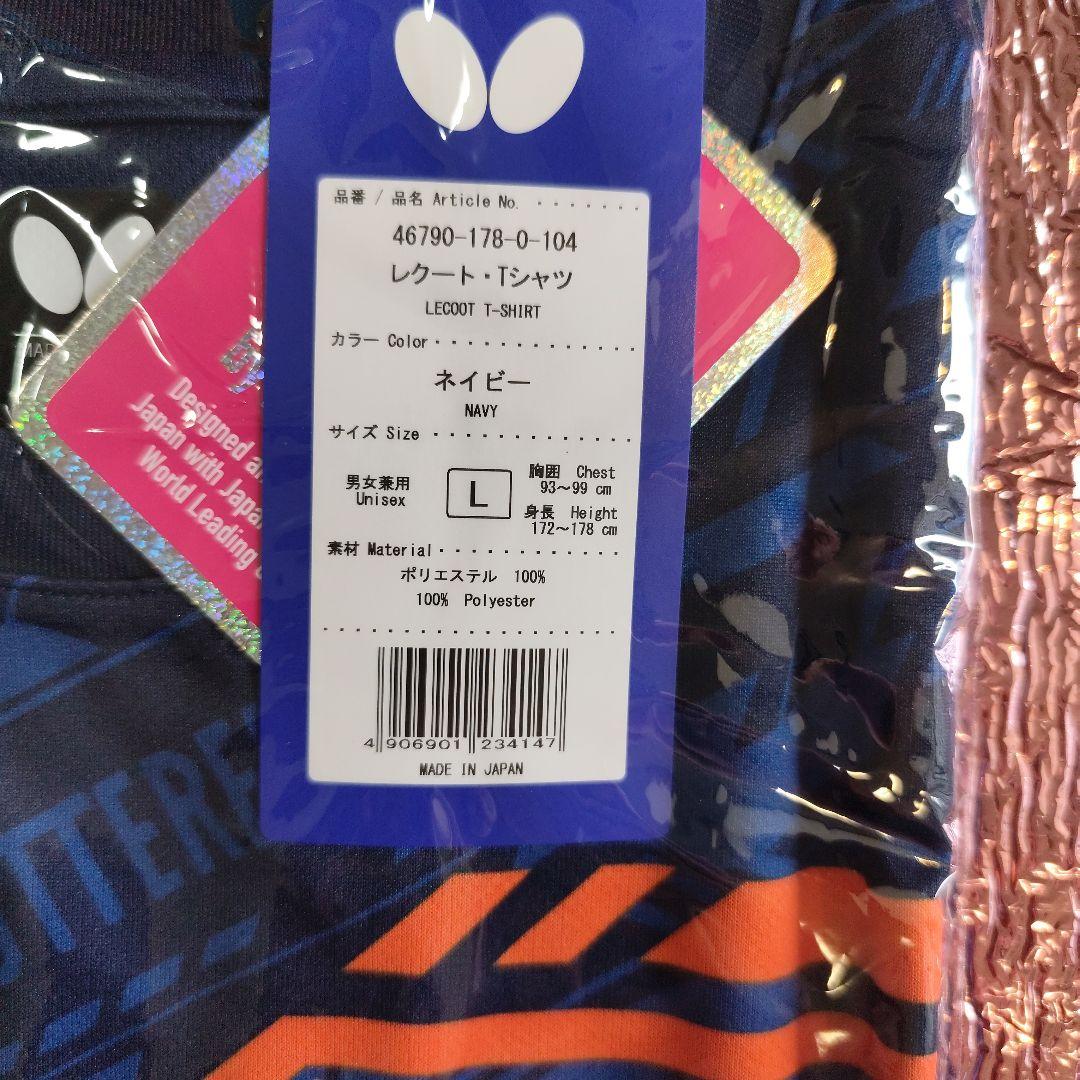 品番 / 品名 Article No. . . . . . . .
46790-178-0-104
レクート・Tシャツ
LECOOT T-SHIRT
カラー Color・・・・・・・・・・・・・
ネイビー
NAVY
サイズ Size ・・・・・・・・・・・・・
男女兼用
Unisex
L
胸囲 Chest
93～99 cm
身長 Height
172～178 cm
素材 Material・・・・・・・・・・・・
ポリエステル 100%
100% Polyester
4 906901 234147
MADE IN JAPAN
Designed
Japan with
World Leading